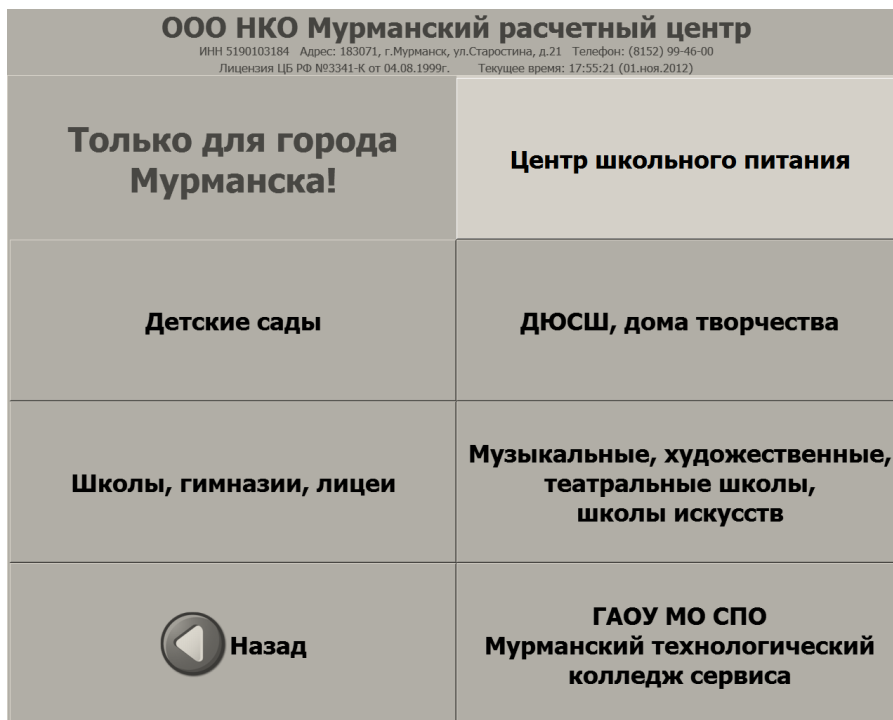 ООО НКО Мурманский расчетный центр
ИНН 5190103184 Адрес: 183071, г.Мурманск, ул.Старостина, д.21 Телефон: (8152) 99-46-00
Лицензия ЦБ РФ №3341-К от 04.08.1999г. Текущее время: 17:55:21 (01.ноя.2012)
Только для города
Мурманска!
Центр школьного питания
Детские сады
ДЮСШ, дома творчества
Школы, гимназии, лицеи
Музыкальные, художественные,
театральные школы,
школы искусств
Назад
ГАОУ МО СПО
Мурманский технологический
колледж сервиса